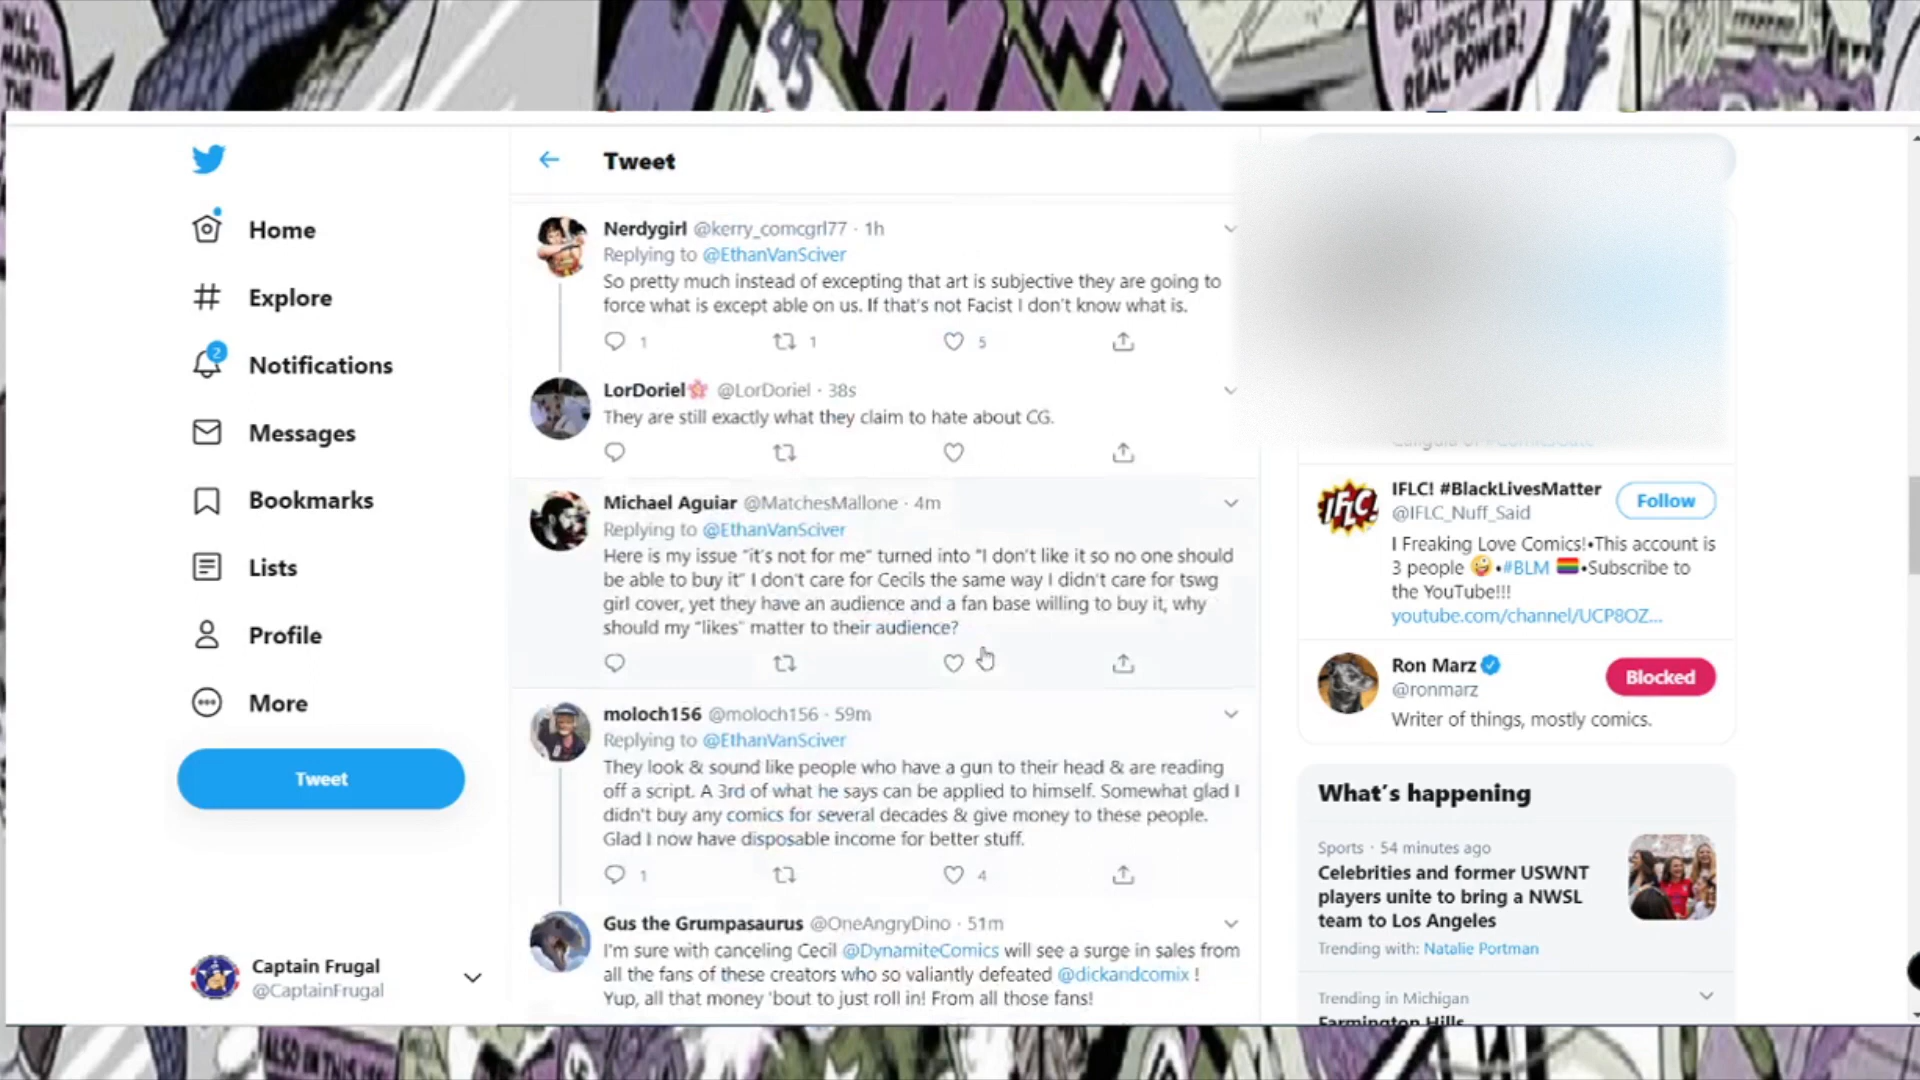 WILL
MARVEL
THE
SUSPECT MY
REAL POWER!
Tweet
Home
Explore
2
Notifications
Messages
Bookmarks
Lists
Profile
More
Tweet
Captain Frugal
@CaptainFrugal
Nerdygirl @kerry_comcgrl77 · 1h
Replying to @EthanVanSciver
So pretty much instead of excepting that art is subjective they are going to
force what is except able on us. If that's not Facist I don't know what is.
1 1 5
LorDoriel🌸 @LorDoriel · 38s
They are still exactly what they claim to hate about CG.
Michael Aguiar @MatchesMallone · 4m
Replying to @EthanVanSciver
Here is my issue "it's not for me" turned into "I don't like it so no one should
be able to buy it" I don't care for Cecils the same way I didn't care for tswg
girl cover, yet they have an audience and a fan base willing to buy it, why
should my "likes" matter to their audience?
moloch156 @moloch156 · 59m
Replying to @EthanVanSciver
They look & sound like people who have a gun to their head & are reading
off a script. A 3rd of what he says can be applied to himself. Somewhat glad I
didn't buy any comics for several decades & give money to these people.
Glad I now have disposable income for better stuff.
1 4
Gus the Grumpasaurus @OneAngryDino · 51m
I'm sure with canceling Cecil @DynamiteComics will see a surge in sales from
all the fans of these creators who so valiantly defeated @dickandcomix !
Yup, all that money 'bout to just roll in! From all those fans!
IFLC!
IFLC! #BlackLivesMatter
@IFLC_Nuff_Said
Follow
I Freaking Love Comics!•This account is
3 people 🤪•#BLM 🏳️‍🌈•Subscribe to
the YouTube!!!
youtube.com/channel/UCP8OZ...
Ron Marz
@ronmarz
Blocked
Writer of things, mostly comics.
What's happening
Sports · 54 minutes ago
Celebrities and former USWNT
players unite to bring a NWSL
team to Los Angeles
Trending with: Natalie Portman
Trending in Michigan
Farmington Hills
ALSO IN THIS